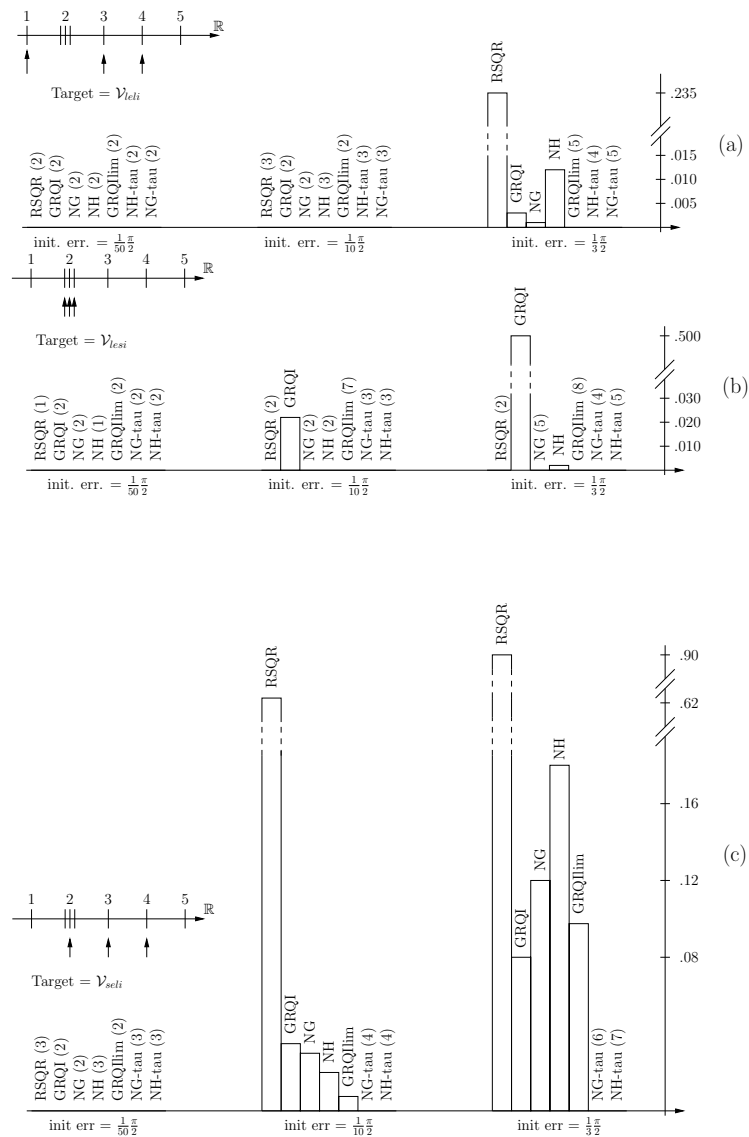 1 2 3 4 5 ℝ
Target = 𝒱leli
RSQR (2)
GRQI (2)
NG (2)
NH (2)
GRQIlim (2)
NH-tau (2)
NG-tau (2)
init. err. = 1/50 π/2
RSQR (3)
GRQI (2)
NG (2)
NH (3)
GRQIlim (2)
NH-tau (3)
NG-tau (3)
init. err. = 1/10 π/2
RSQR
GRQI
NG
NH
GRQIlim (5)
NH-tau (4)
NG-tau (5)
init. err. = 1/3 π/2
.235
.015
.010
.005
(a)
1 2 3 4 5 ℝ
Target = 𝒱lesi
RSQR (1)
GRQI (2)
NG (2)
NH (1)
GRQIlim (2)
NG-tau (2)
NH-tau (2)
init. err. = 1/50 π/2
RSQR (2)
GRQI
NG (2)
NH (2)
GRQIlim (7)
NG-tau (3)
NH-tau (3)
init. err. = 1/10 π/2
RSQR (2)
GRQI
NG (5)
NH
GRQIlim (8)
NG-tau (4)
NH-tau (5)
init. err. = 1/3 π/2
.500
.030
.020
.010
(b)
1 2 3 4 5 ℝ
Target = 𝒱seli
RSQR (3)
GRQI (2)
NG (2)
NH (3)
GRQIlim (2)
NG-tau (3)
NH-tau (3)
init err = 1/50 π/2
RSQR
GRQI
NG
NH
GRQIlim
NG-tau (4)
NH-tau (4)
init err = 1/10 π/2
RSQR
GRQI
NG
NH
GRQIlim
NG-tau (6)
NH-tau (7)
init err = 1/3 π/2
.90
.62
.16
.12
.08
(c)